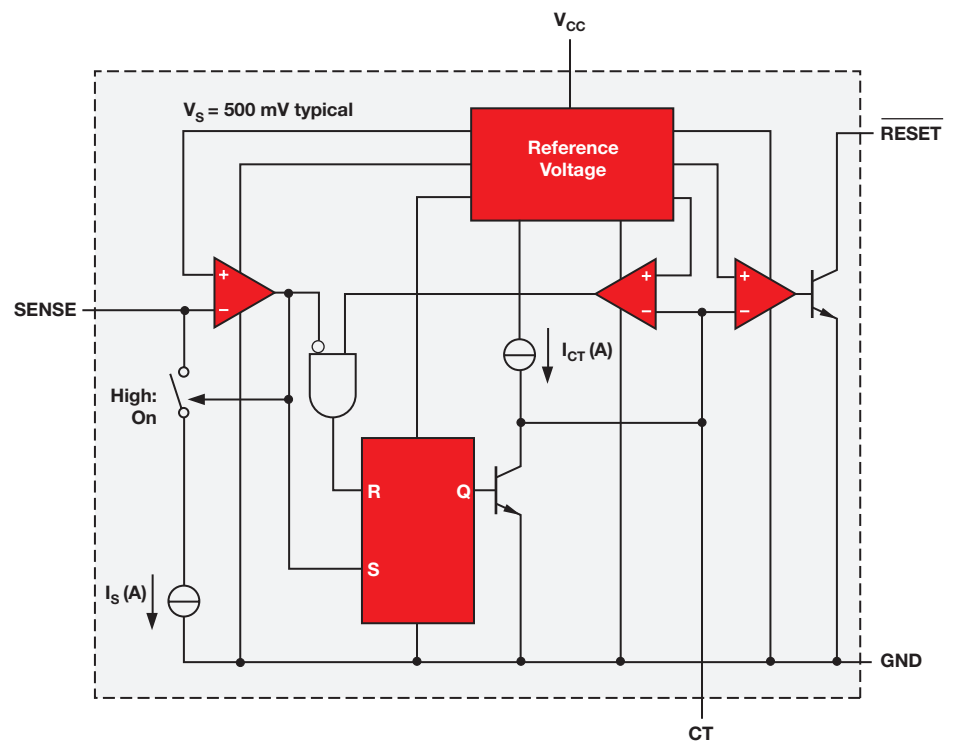 VCC
VS = 500 mV typical
Reference
Voltage
RESET
+
+
+
SENSE
−
−
−
ICT (A)
High:
On
R
Q
S
IS (A)
GND
CT